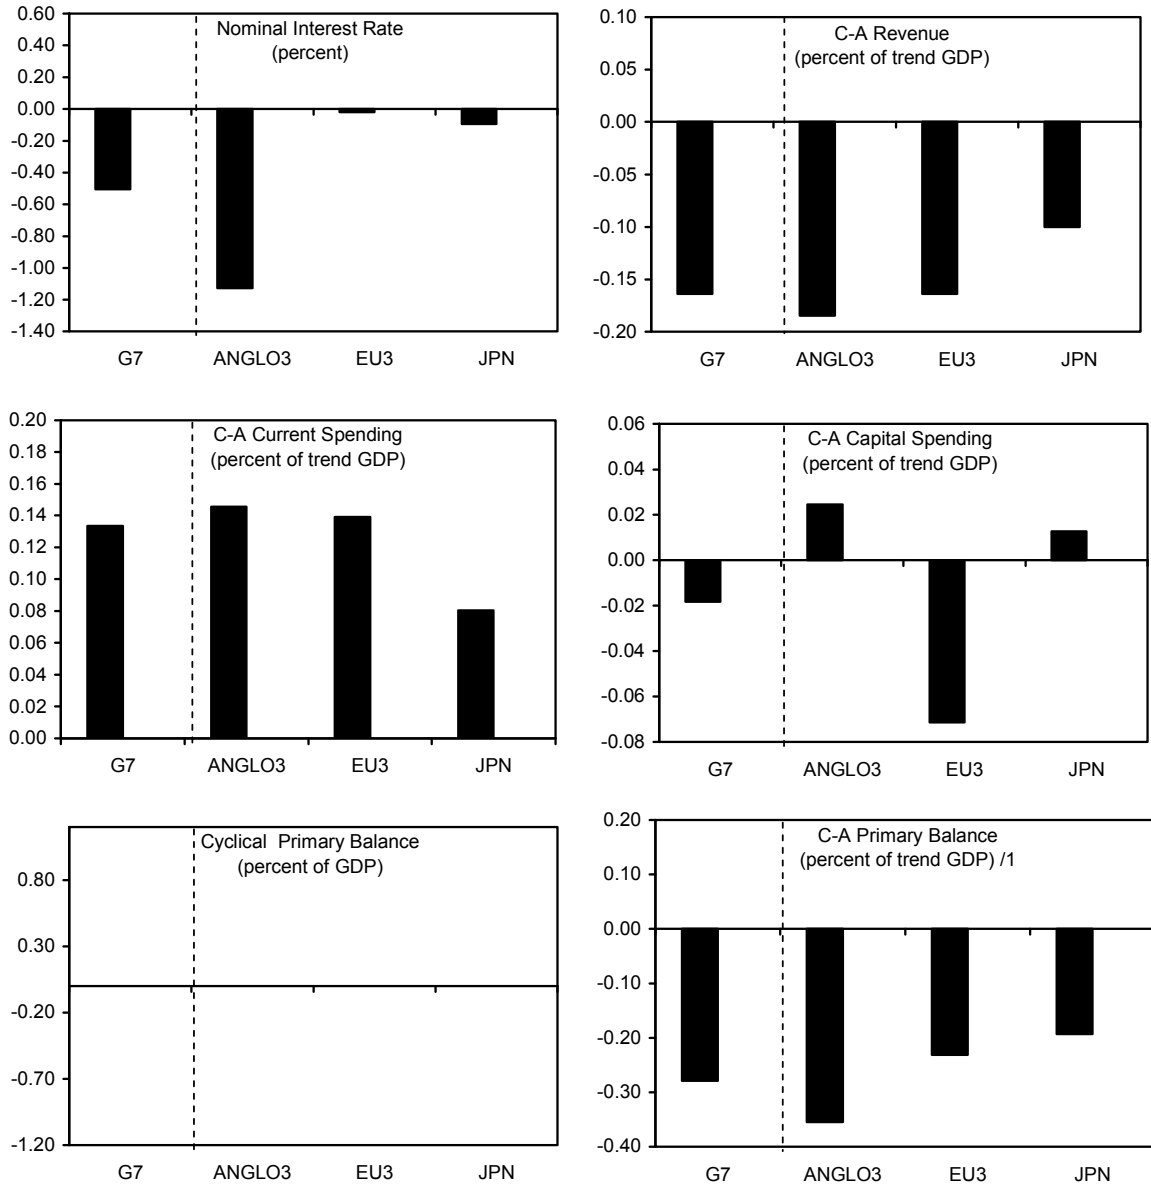 Nominal Interest Rate
(percent)
0.60
0.40
0.20
0.00
-0.20
-0.40
-0.60
-0.80
-1.00
-1.20
-1.40
G7 ANGLO3 EU3 JPN
C-A Revenue
(percent of trend GDP)
0.10
0.05
0.00
-0.05
-0.10
-0.15
-0.20
G7 ANGLO3 EU3 JPN
C-A Current Spending
(percent of trend GDP)
0.20
0.18
0.16
0.14
0.12
0.10
0.08
0.06
0.04
0.02
0.00
G7 ANGLO3 EU3 JPN
C-A Capital Spending
(percent of trend GDP)
0.06
0.04
0.02
0.00
-0.02
-0.04
-0.06
-0.08
G7 ANGLO3 EU3 JPN
Cyclical Primary Balance
(percent of GDP)
0.80
0.30
-0.20
-0.70
-1.20
G7 ANGLO3 EU3 JPN
C-A Primary Balance
(percent of trend GDP) /1
0.20
0.00
-0.10
-0.20
-0.30
-0.40
G7 ANGLO3 EU3 JPN